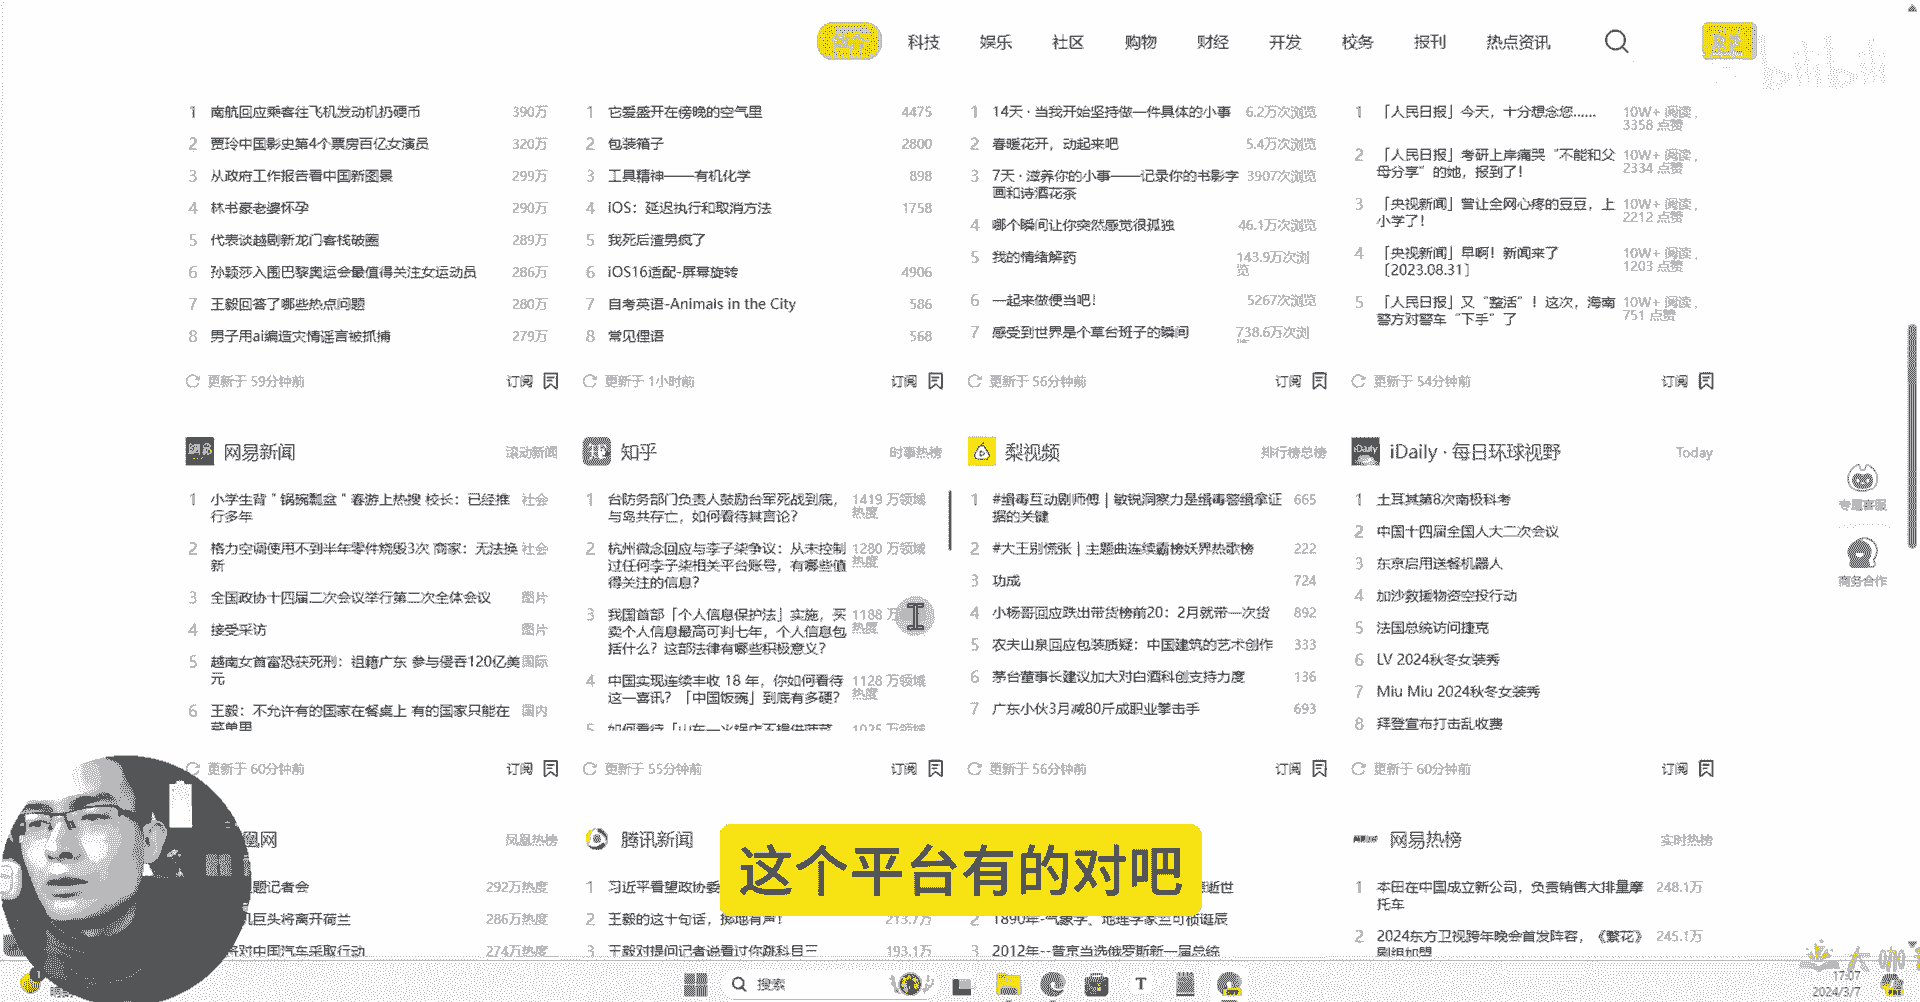 科技 娱乐 社区 购物 财经 开发 校务 报刊 热点资讯
bilibili
1 南航回应乘客往飞机发动机扔硬币 390万
2 贾玲中国影史第4个票房百亿女演员 320万
3 从政府工作报告看中国新图景 299万
4 林书豪老婆怀孕 290万
5 代表谈越剧新龙门客栈破圈 289万
6 孙颖莎入围巴黎奥运会最值得关注女运动员 286万
7 王毅回答了哪些热点问题 280万
8 男子用ai编造灾情谣言被抓捕 279万
更新于 59分钟前 订阅
1 它爱盛开在傍晚的空气里 4475
2 包装箱子 2800
3 工具精神——有机化学 898
4 iOS：延迟执行和取消方法 1758
5 我死后渣男疯了
6 iOS16适配-屏幕旋转 4906
7 自考英语-Animals in the City 586
8 常见俚语 568
更新于 1小时前 订阅
1 14天 · 当我开始坚持做一件具体的小事 6.2万次浏览
2 春暖花开，动起来吧 5.4万次浏览
3 7天 · 滋养你的小事——记录你的书影字 3907次浏览
画和诗酒花茶
4 哪个瞬间让你突然感觉很孤独 46.1万次浏览
5 我的情绪解药 143.9万次浏
览
6 一起来做便当吧！ 5267次浏览
7 感受到世界是个草台班子的瞬间 738.6万次浏
更新于 56分钟前 订阅
1 「人民日报」今天，十分想念您…… 10W+ 阅读，
3358 点赞
2 「人民日报」考研上岸痛哭“不能和父 10W+ 阅读，
母分享”的她，报到了！ 2334 点赞
3 「央视新闻」曾让全网心疼的豆豆，上 10W+ 阅读，
小学了！ 2212 点赞
4 「央视新闻」早啊！新闻来了 10W+ 阅读，
〔2023.08.31〕 1203 点赞
5 「人民日报」又“整活”！这次，海南 10W+ 阅读，
警方对警车“下手”了 751 点赞
更新于 54分钟前 订阅
网易新闻 滚动新闻
1 小学生背＂锅碗瓢盆＂春游上热搜 校长：已经推 社会
行多年
2 格力空调使用不到半年零件烧毁3次 商家：无法换 社会
新
3 全国政协十四届二次会议举行第二次全体会议 图片
4 接受采访 图片
5 越南女首富恐获死刑：祖籍广东 参与侵吞120亿美 国际
元
6 王毅：不允许有的国家在餐桌上 有的国家只能在 国内
菜单里
更新于 60分钟前 订阅
知乎 时事热榜
1 台防务部门负责人鼓励台军死战到底， 1419 万领域
与岛共存亡，如何看待其言论？ 热度
2 杭州微念回应与李子柒争议：从未控制 1280 万领域
过任何李子柒相关平台账号，有哪些值 热度
得关注的信息？
3 我国首部「个人信息保护法」实施，买 1188 万
卖个人信息最高可判七年，个人信息包 热度
括什么？这部法律有哪些积极意义？
4 中国实现连续丰收 18 年，你如何看待 1128 万领域
这一喜讯？「中国饭碗」到底有多硬？ 热度
5 如何看待「山东一火锅店不提供菠菜 1025 万领域
更新于 55分钟前 订阅
梨视频 排行榜总榜
1 #缉毒互动剧师傅｜敏锐洞察力是缉毒警缉拿证 665
据的关键
2 #大王别慌张｜主题曲连续霸榜妖界热歌榜 222
3 功成 724
4 小杨哥回应跌出带货榜前20：2月就带一次货 892
5 农夫山泉回应包装质疑：中国建筑的艺术创作 333
6 茅台董事长建议加大对白酒科创支持力度 136
7 广东小伙3月减80斤成职业拳击手 693
更新于 56分钟前 订阅
iDaily · 每日环球视野 Today
1 土耳其第8次南极科考
2 中国十四届全国人大二次会议
3 东京启用送餐机器人
4 加沙救援物资空投行动
5 法国总统访问捷克
6 LV 2024秋冬女装秀
7 Miu Miu 2024秋冬女装秀
8 拜登宣布打击乱收费
更新于 60分钟前 订阅
专题客服
商务合作
凰网 凤凰热榜
题记者会 292万热度
巨头将离开荷兰 286万热度
对中国汽车采取行动 274万热度
腾讯新闻
1 习近平看望政协委
2 王毅的这十句话，掷地有声！ 213.7万
3 王毅对提问记者说看过你跳科目三 193.1万
逝世
2 1890年-气象学、地理学家竺可桢诞辰
3 2012年--普京当选俄罗斯新一届总统
网易热榜 实时热榜
1 本田在中国成立新公司，负责销售大排量摩 248.1万
托车
2 2024东方卫视跨年晚会首发阵容，《繁花》 245.1万
剧组加盟
这个平台有的对吧
搜索
17:07
2024/3/7